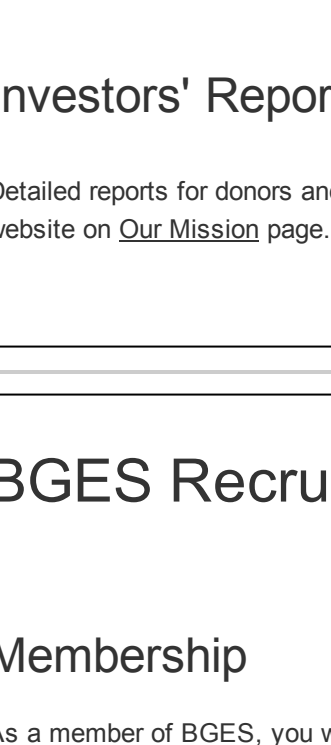 Investors' Repor
Detailed reports for donors and
website on Our Mission page.
BGES Recru
Membership
As a member of BGES, you w